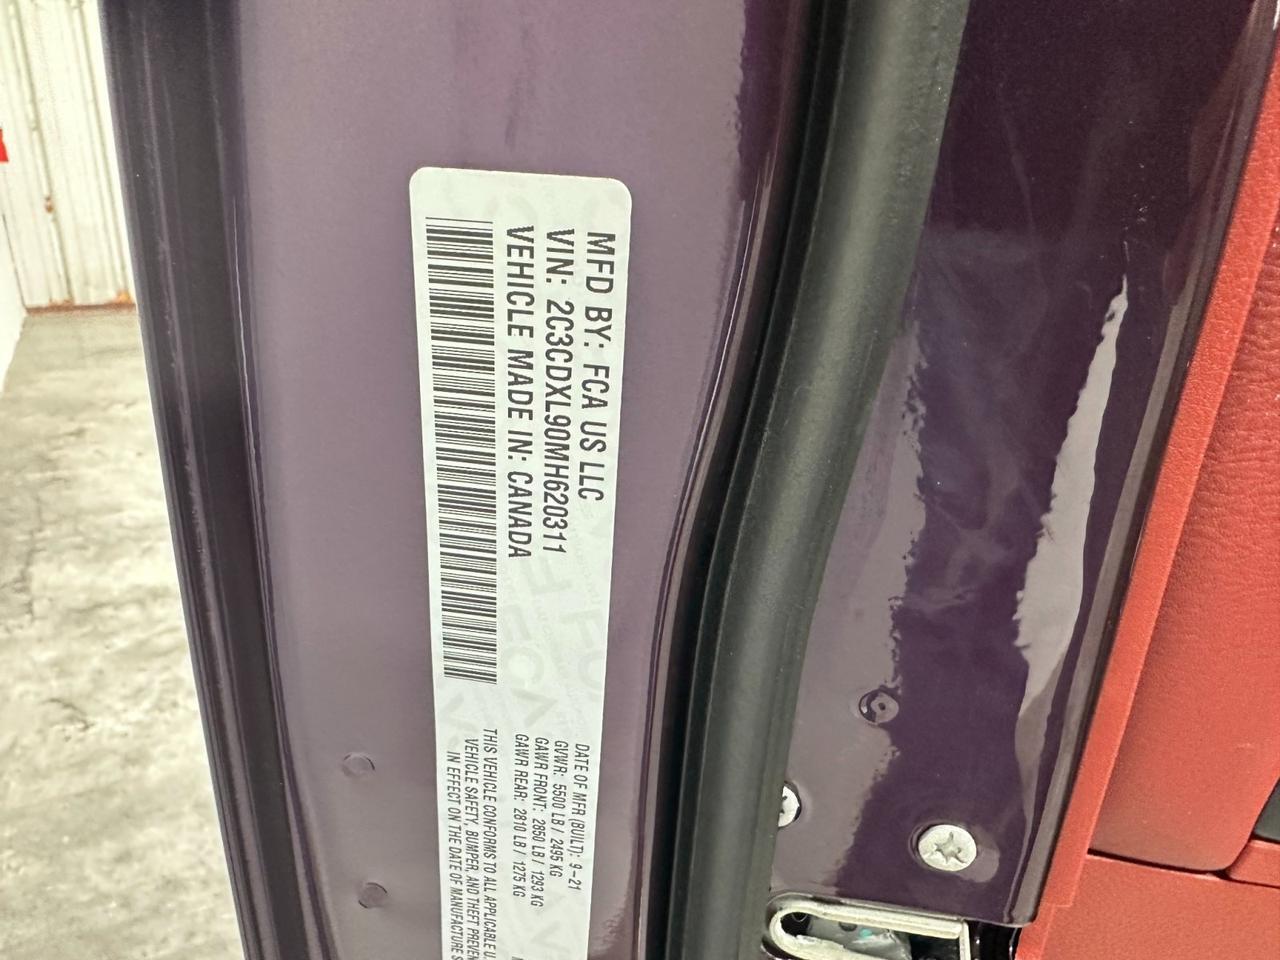 MFD BY: FCA US LLC
VIN: 2C3CDXL90MH620311
VEHICLE MADE IN: CANADA
DATE OF MFR (BUILT): 9-21
GVWR: 5500 LB / 2495 KG
GAWR FRONT: 2850 LB / 1293 KG
GAWR REAR: 2810 LB / 1275 KG
THIS VEHICLE CONFORMS TO ALL APPLICABLE U.
VEHICLE SAFETY, BUMPER, AND THEFT PREVEN
IN EFFECT ON THE DATE OF MANUFACTURE S